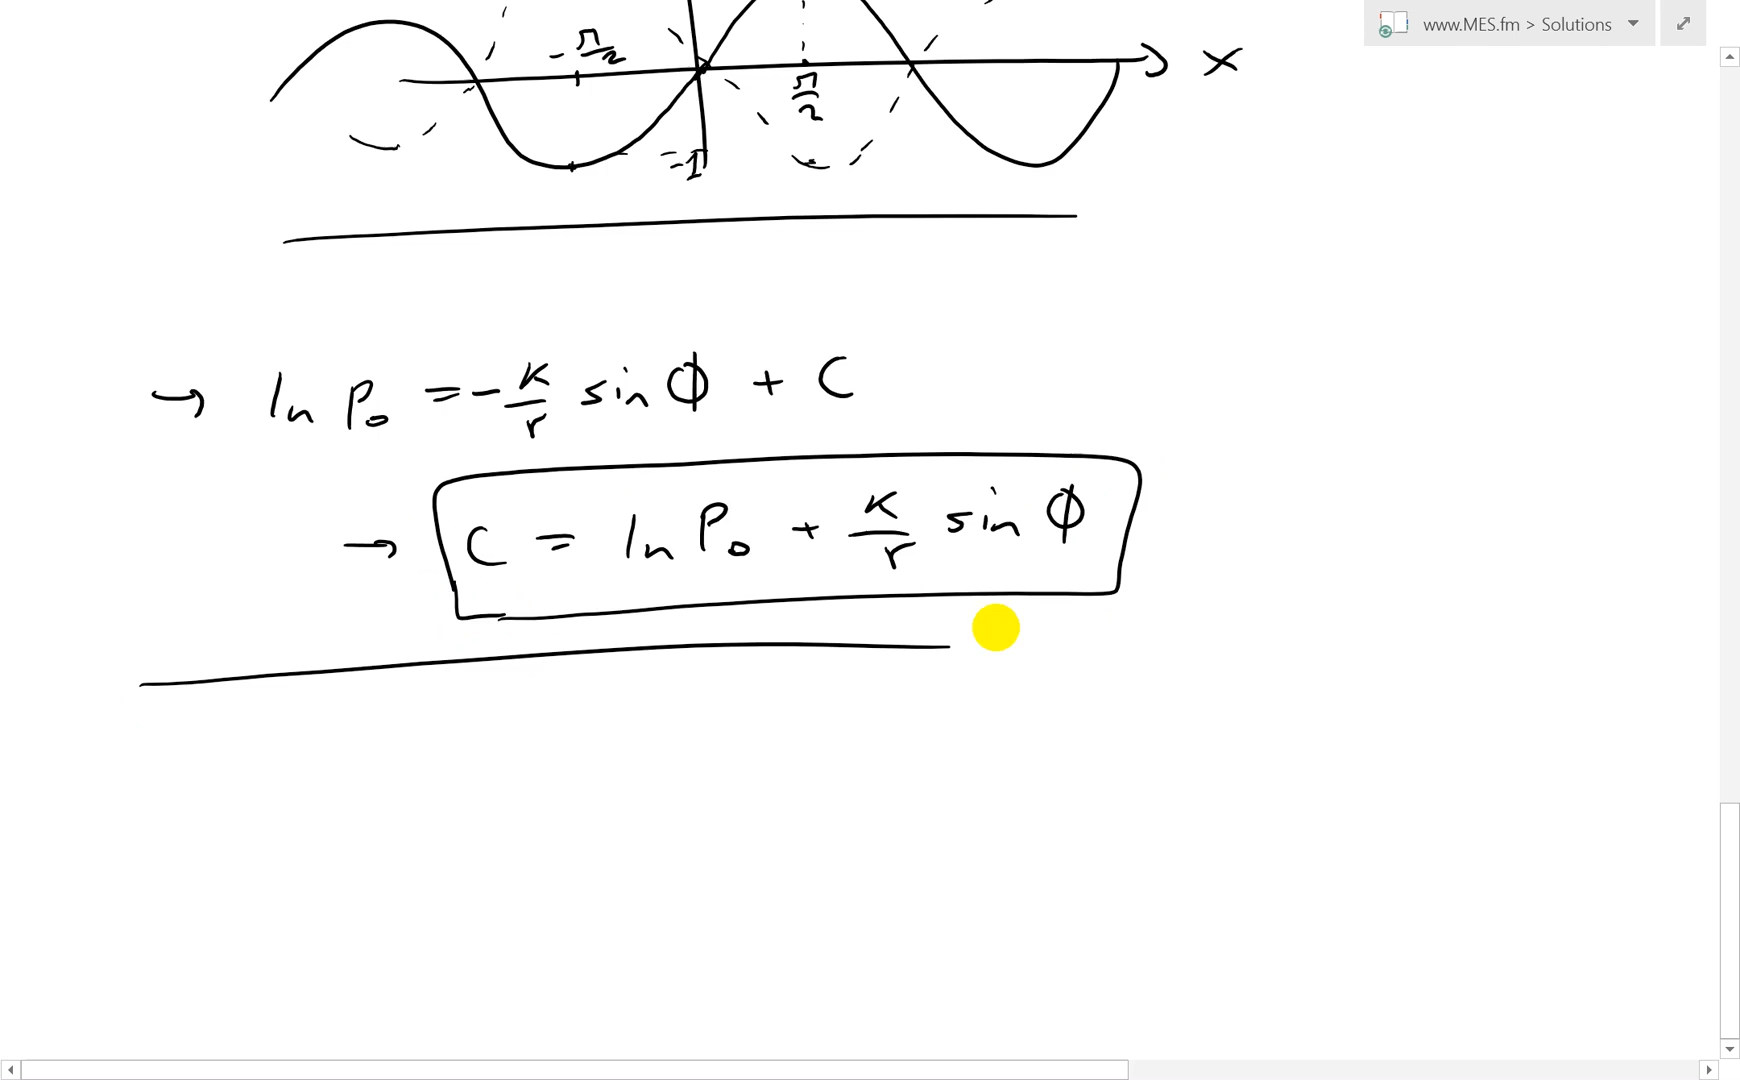 www.MES.fm > Solutions
-π/2
x
π/2
-1
→ ln P₀ = -k/r sin ϕ + C
→ C = ln P₀ + k/r sin ϕ